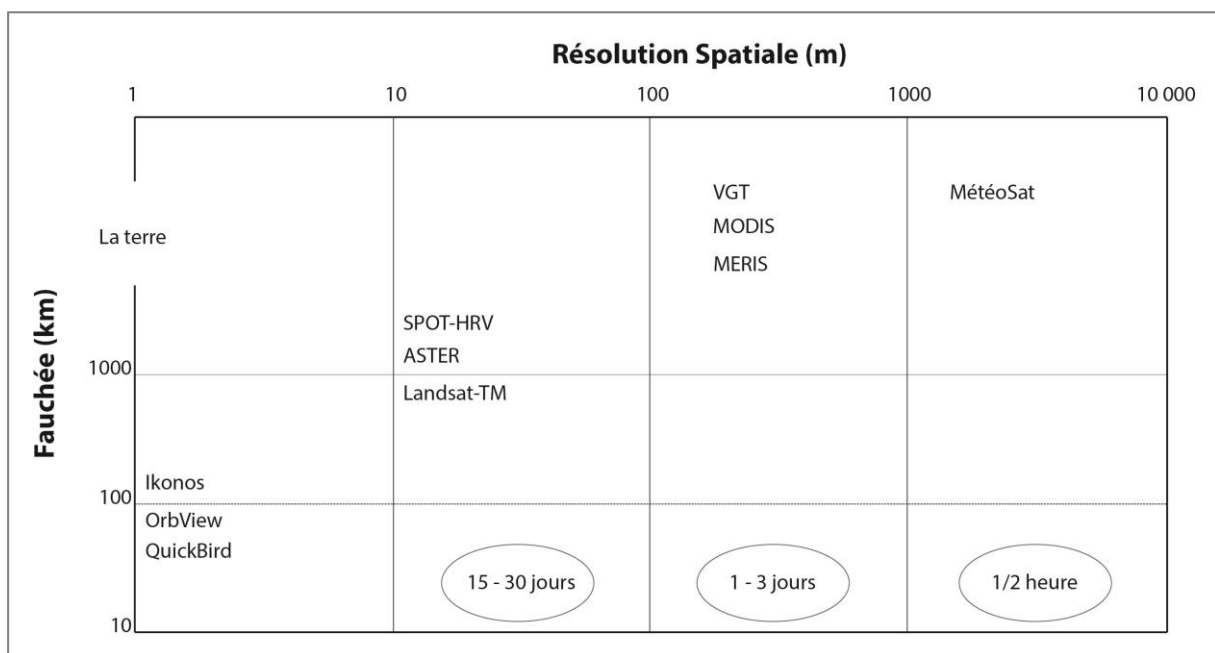 Résolution Spatiale (m)
1 10 100 1000 10 000
VGT MétéoSat
MODIS
La terre
MERIS
SPOT-HRV
ASTER
1000
Landsat-TM
Fauchée (km)
Ikonos
100
OrbView
QuickBird
15 - 30 jours 1 - 3 jours 1/2 heure
10